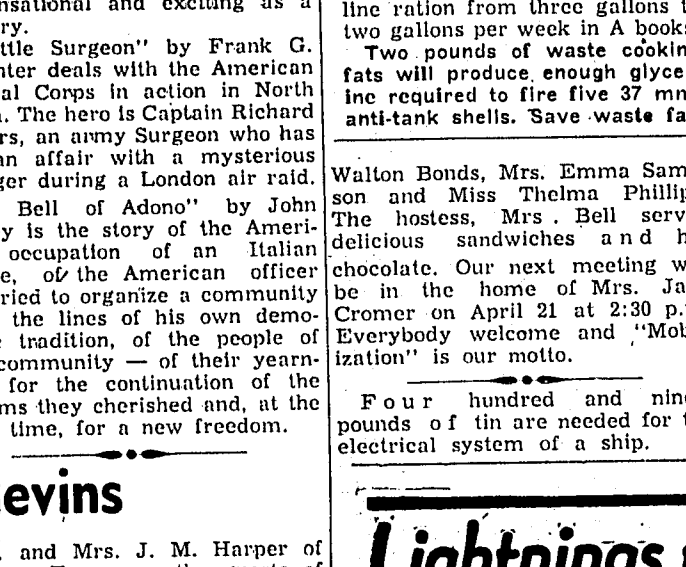 nsational and exciting as a
ry.
ttle Surgeon" by Frank G.
nter deals with the American
al Corps in action in North
. The hero is Captain Richard
rs, an army Surgeon who has
an affair with a mysterious
ger during a London air raid.
Bell of Adono" by John
y is the story of the Ameri-
occupation of an Italian
e, of the American officer
ried to organize a community
the lines of his own demo-
tradition, of the people of
community — of their yearn-
for the continuation of the
ms they cherished and, at the
time, for a new freedom.
evins
. and Mrs. J. M. Harper of
line ration from three gallons t
two gallons per week in A books
Two pounds of waste cookin
fats will produce enough glyce
ine required to fire five 37 mm
anti-tank shells. Save waste fa
Walton Bonds, Mrs. Emma Sam
son and Miss Thelma Phillip
The hostess, Mrs. Bell serv
delicious sandwiches and h
chocolate. Our next meeting w
be in the home of Mrs. Ja
Cromer on April 21 at 2:30 p.
Everybody welcome and "Mob
ization" is our motto.
Four hundred and nine
pounds of tin are needed for t
electrical system of a ship.
Lightnings